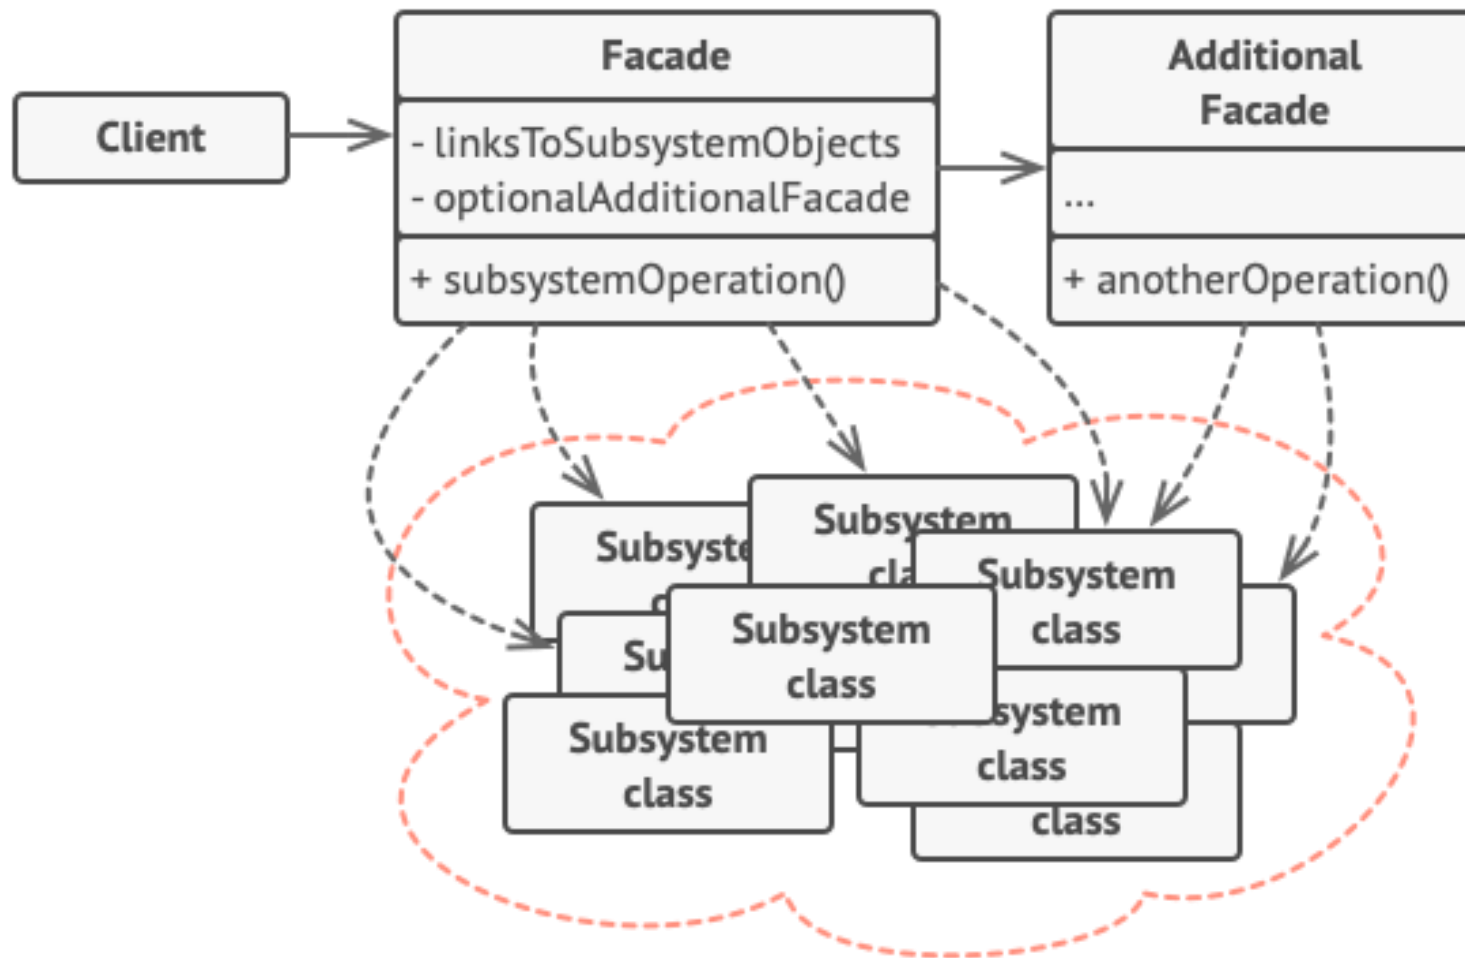 Client
Facade
- linksToSubsystemObjects
- optionalAdditionalFacade
+ subsystemOperation()
Additional
Facade
...
+ anotherOperation()
Subsystem
class
Subsystem
class
Subsystem
class
Subsystem
class
class